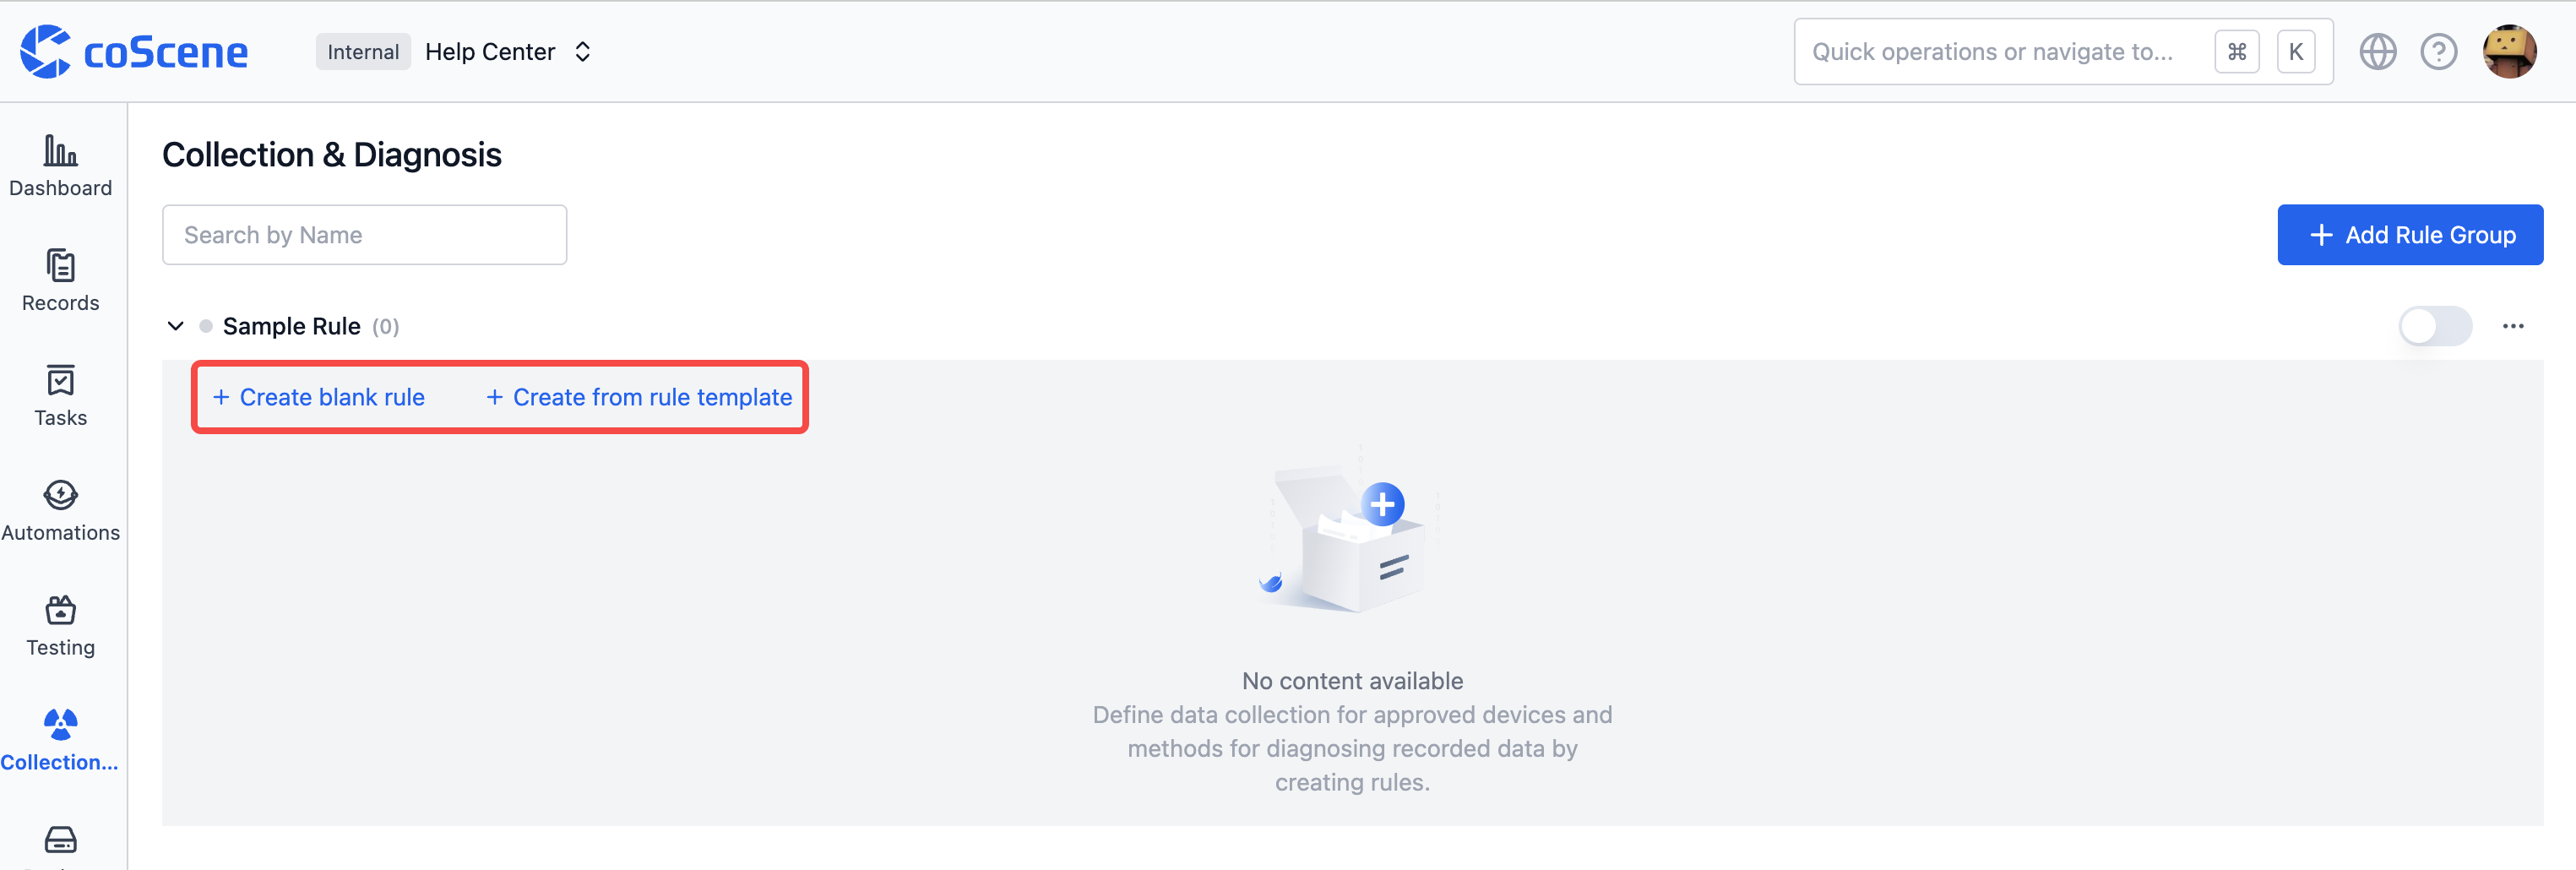 coScene
Internal Help Center
Quick operations or navigate to... ⌘ K
Dashboard
Records
Tasks
Automations
Testing
Collection...
Collection & Diagnosis
Search by Name
+ Add Rule Group
Sample Rule (0)
+ Create blank rule + Create from rule template
No content available
Define data collection for approved devices and
methods for diagnosing recorded data by
creating rules.